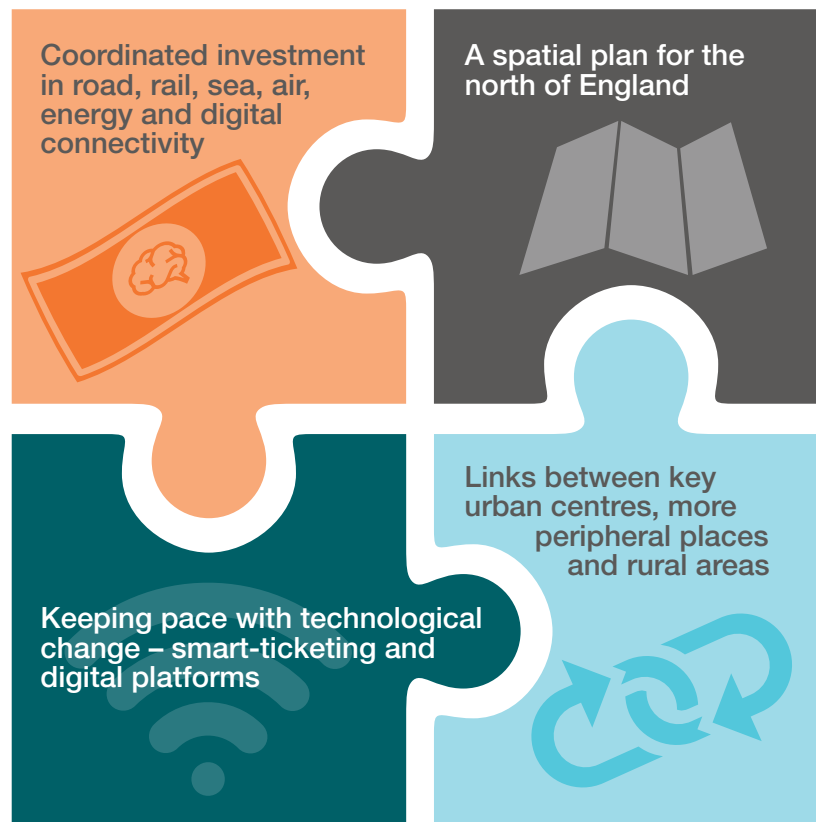 Coordinated investment
in road, rail, sea, air,
energy and digital
connectivity
A spatial plan for the
north of England
Keeping pace with technological
change – smart-ticketing and
digital platforms
Links between key
urban centres, more
peripheral places
and rural areas